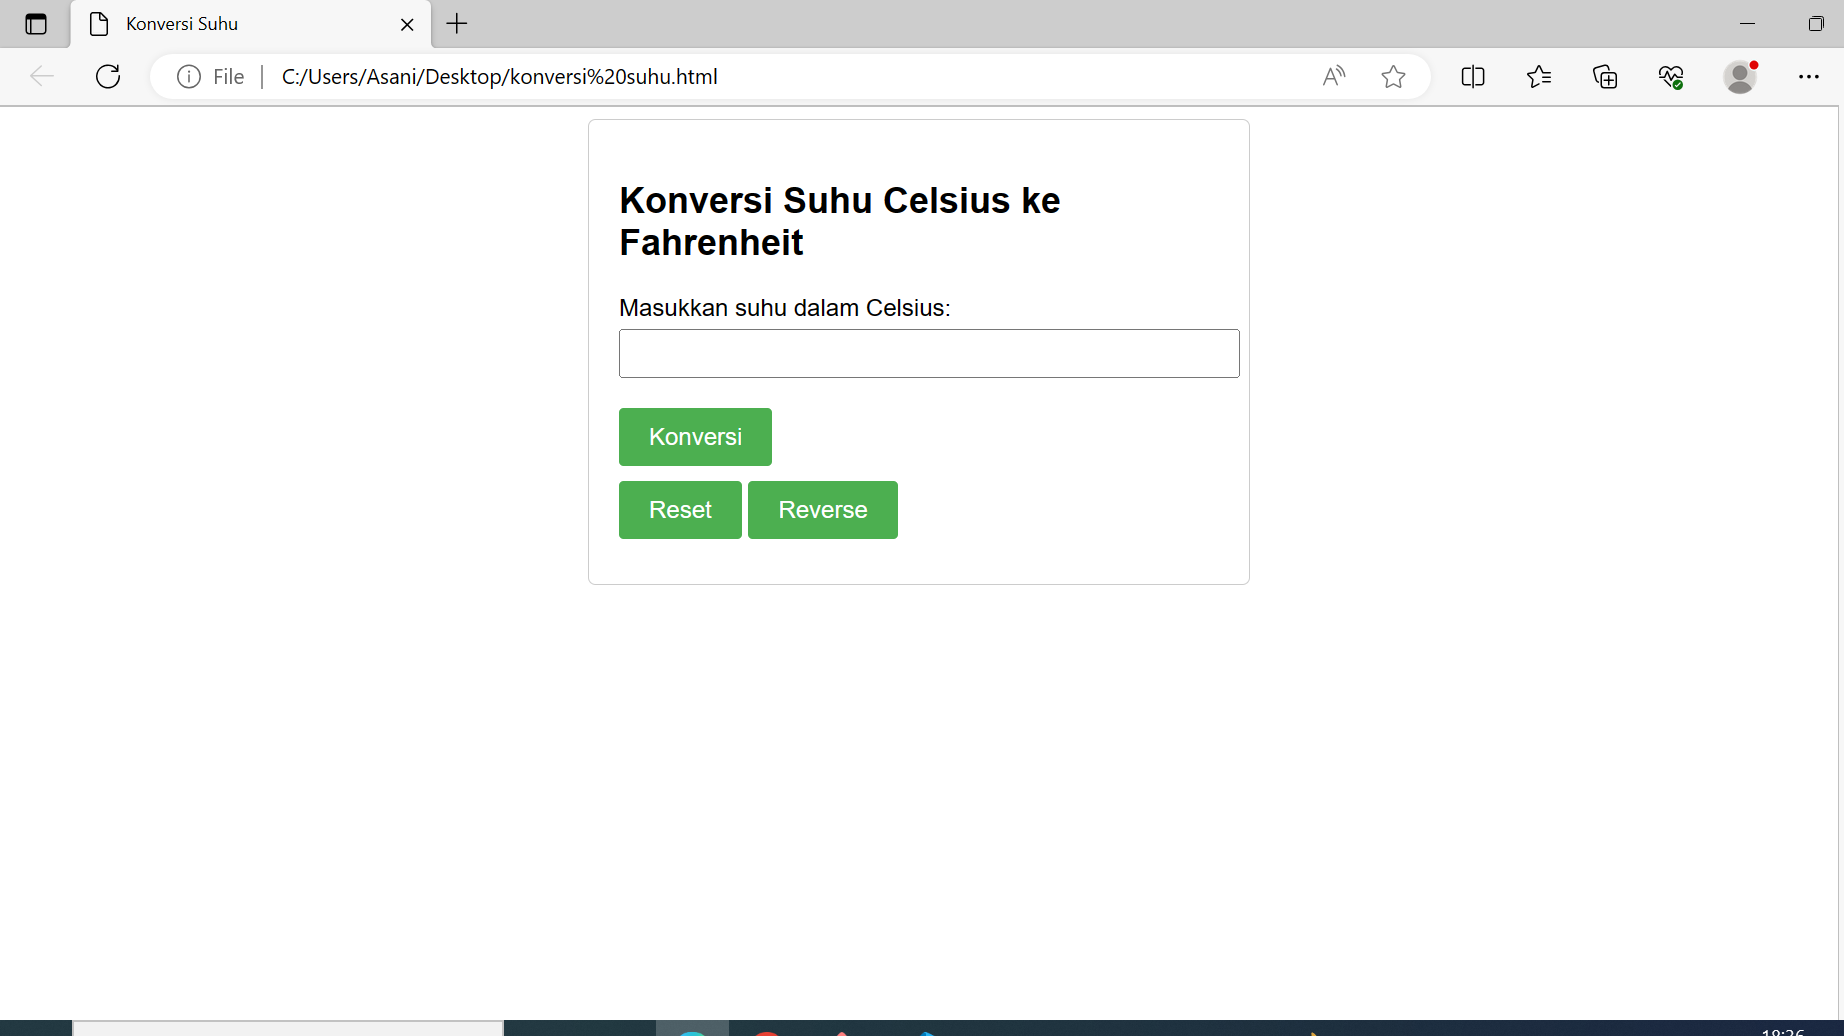 Konversi Suhu
File
C:/Users/Asani/Desktop/konversi%20suhu.html
Konversi Suhu Celsius ke
Fahrenheit
Masukkan suhu dalam Celsius:
Konversi
Reset Reverse